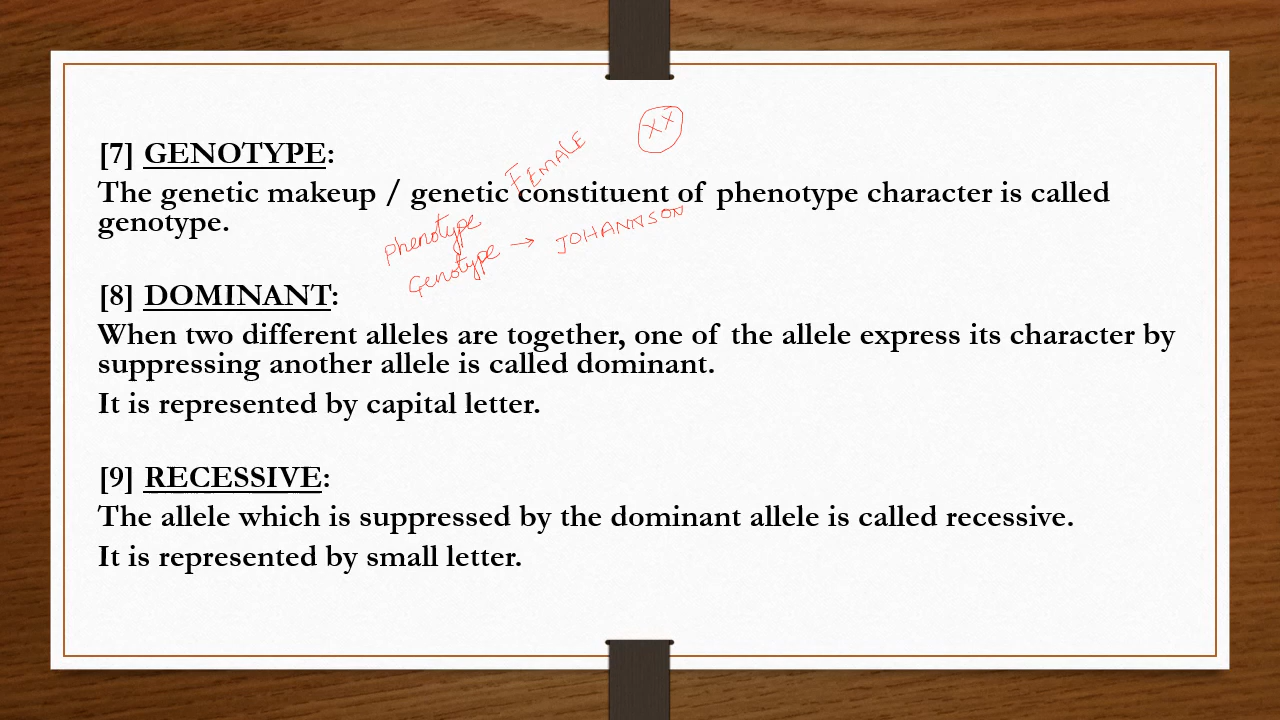 XX
FEMALE
[7] GENOTYPE:
The genetic makeup / genetic constituent of phenotype character is called
genotype.
Phenotype
Genotype → JOHANNSON
[8] DOMINANT:
When two different alleles are together, one of the allele express its character by
suppressing another allele is called dominant.
It is represented by capital letter.
[9] RECESSIVE:
The allele which is suppressed by the dominant allele is called recessive.
It is represented by small letter.